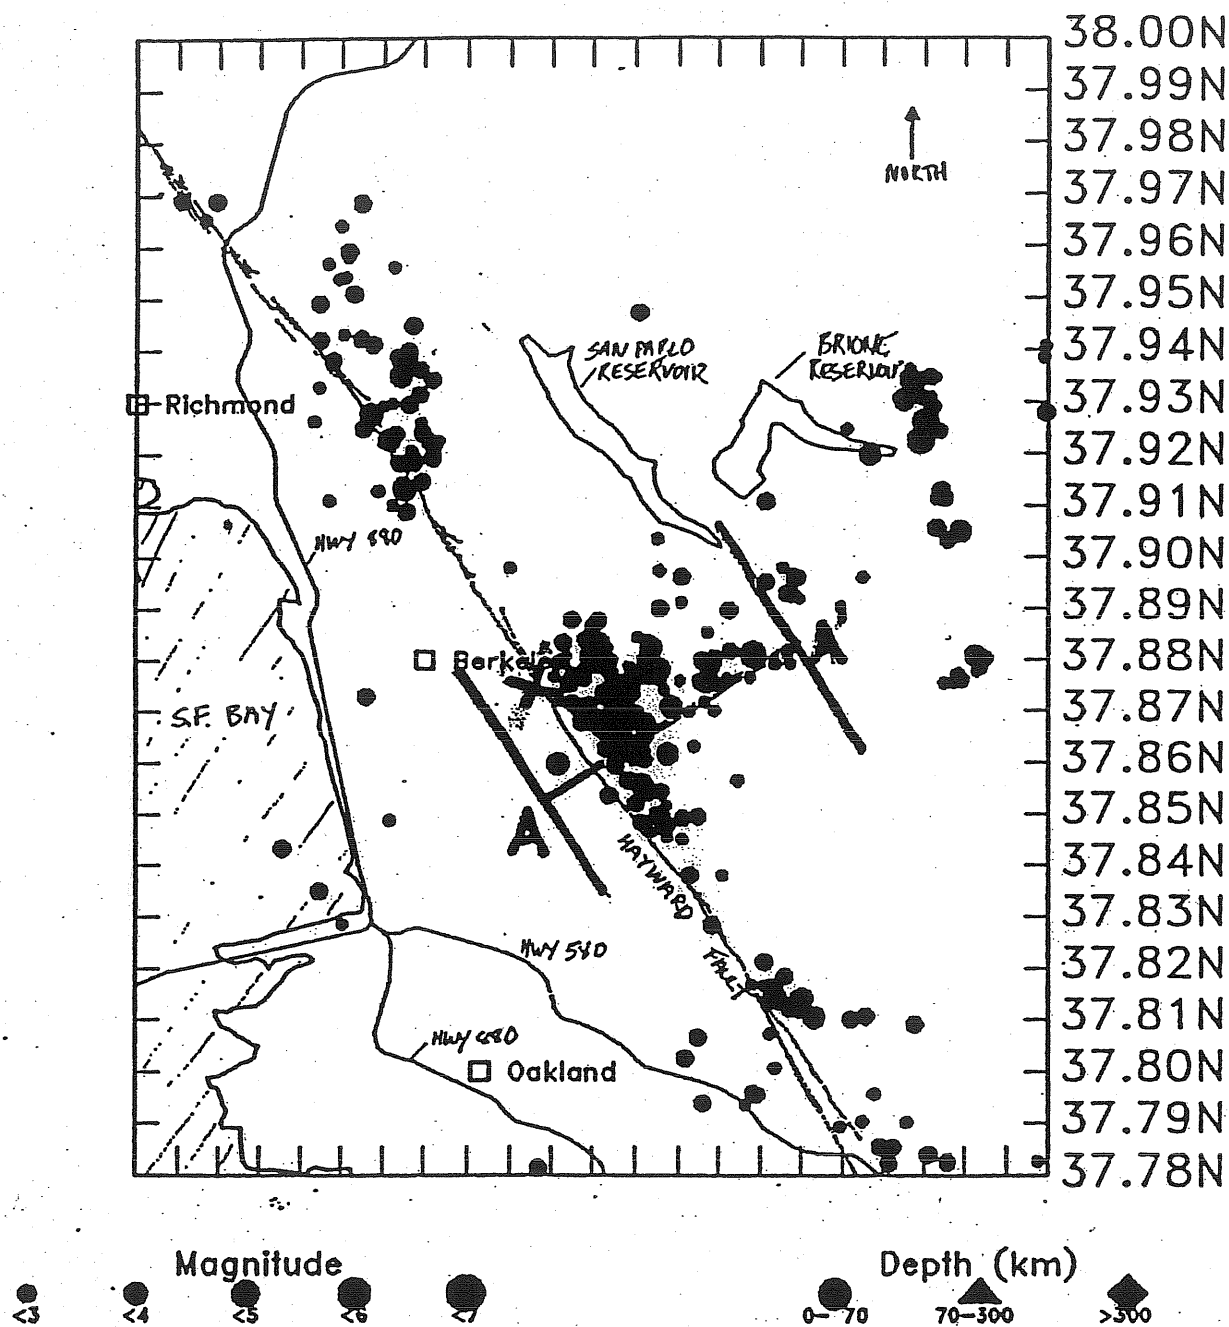 38.00N
37.99N
37.98N
NORTH
37.97N
37.96N
37.95N
37.94N
SAN PABLO
RESERVOIR
BRIONE
RESERVOIR
37.93N
Richmond
37.92N
37.91N
HWY 880
37.90N
37.89N
A
37.88N
Berkeley
37.87N
S.F. BAY
37.86N
37.85N
A
37.84N
HAYWARD
FAULT
37.83N
HWY 580
37.82N
37.81N
HWY 880
Oakland
37.80N
37.79N
37.78N
Magnitude
<3 <4 <5 <6 <7
Depth (km)
0-70 70-300 >300